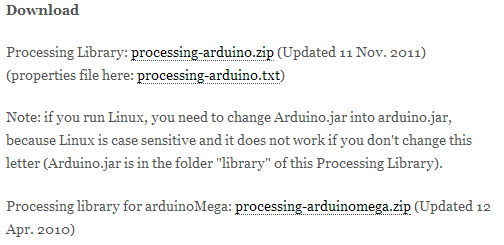 Download
Processing Library: processing-arduino.zip (Updated 11 Nov. 2011)
(properties file here: processing-arduino.txt)
Note: if you run Linux, you need to change Arduino.jar into arduino.jar,
because Linux is case sensitive and it does not work if you don't change this
letter (Arduino.jar is in the folder "library" of this Processing Library).
Processing library for arduinoMega: processing-arduinomega.zip (Updated 12
Apr. 2010)